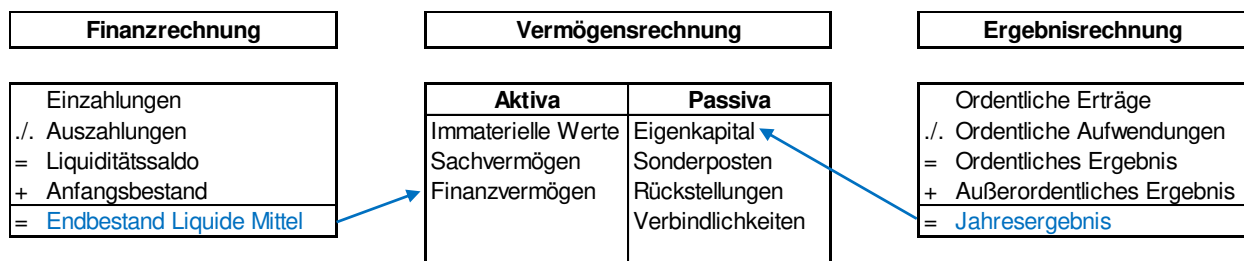 Finanzrechnung
Einzahlungen
./. Auszahlungen
= Liquiditätssaldo
+ Anfangsbestand
= Endbestand Liquide Mittel
Vermögensrechnung
Aktiva Passiva
Immaterielle Werte Eigenkapital
Sachvermögen Sonderposten
Finanzvermögen Rückstellungen
Verbindlichkeiten
Ergebnisrechnung
Ordentliche Erträge
./. Ordentliche Aufwendungen
= Ordentliches Ergebnis
+ Außerordentliches Ergebnis
= Jahresergebnis